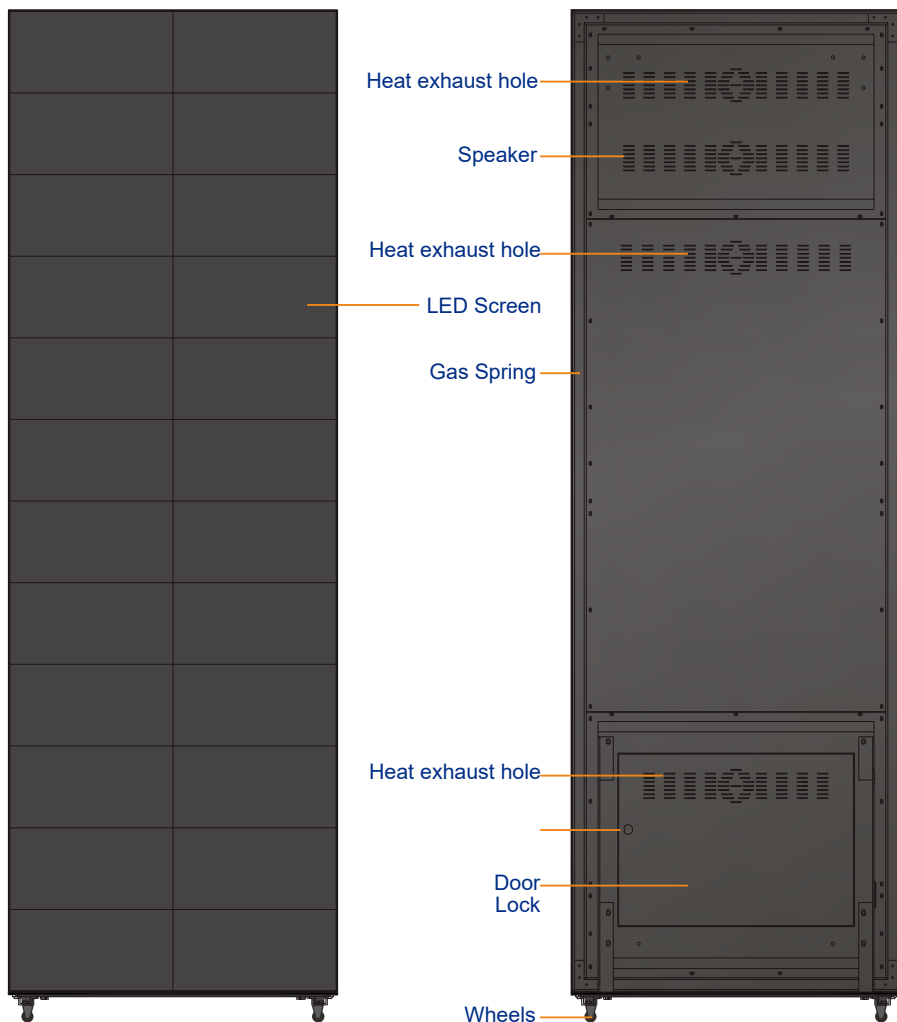 Heat exhaust hole
Speaker
Heat exhaust hole
LED Screen
Gas Spring
Heat exhaust hole
Door
Lock
Wheels